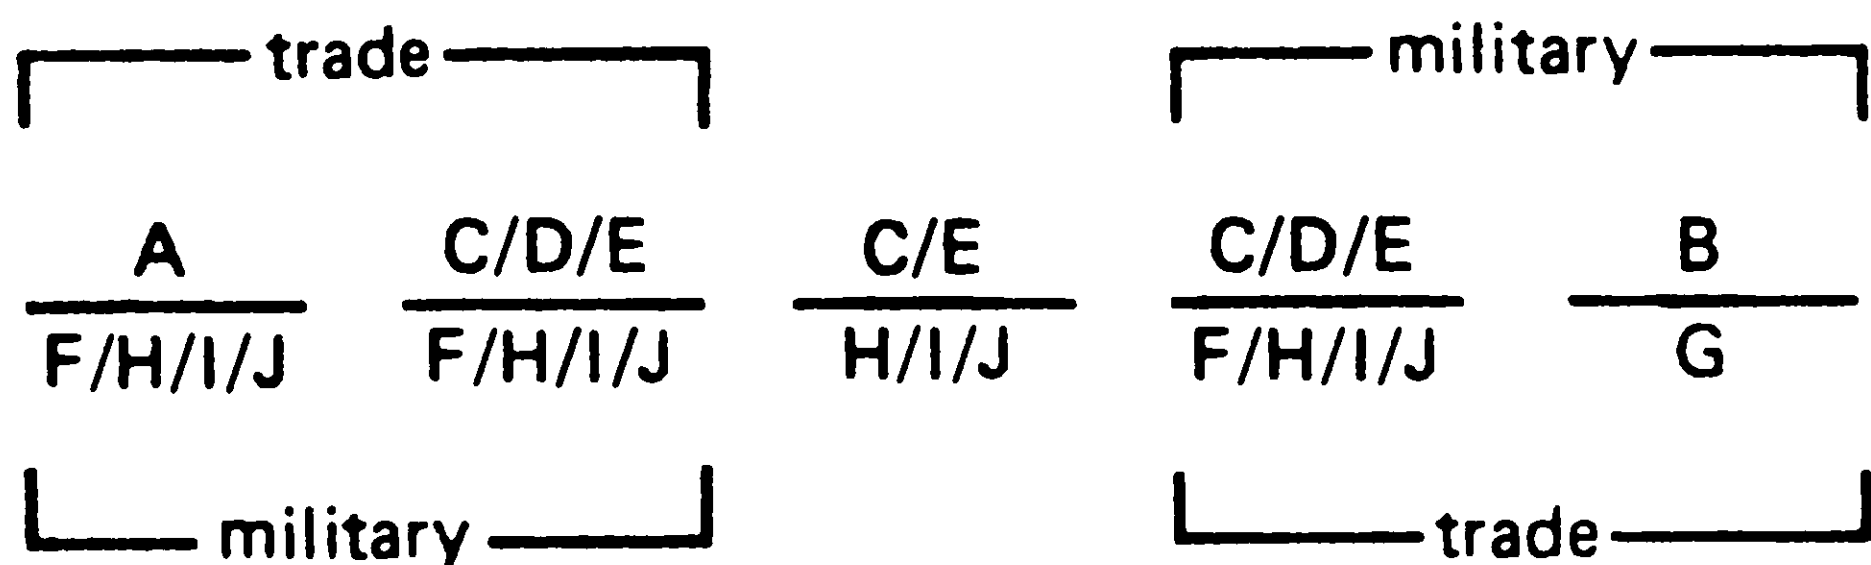 trade military
A C/D/E C/E C/D/E B
F/H/I/J F/H/I/J H/I/J F/H/I/J G
military trade